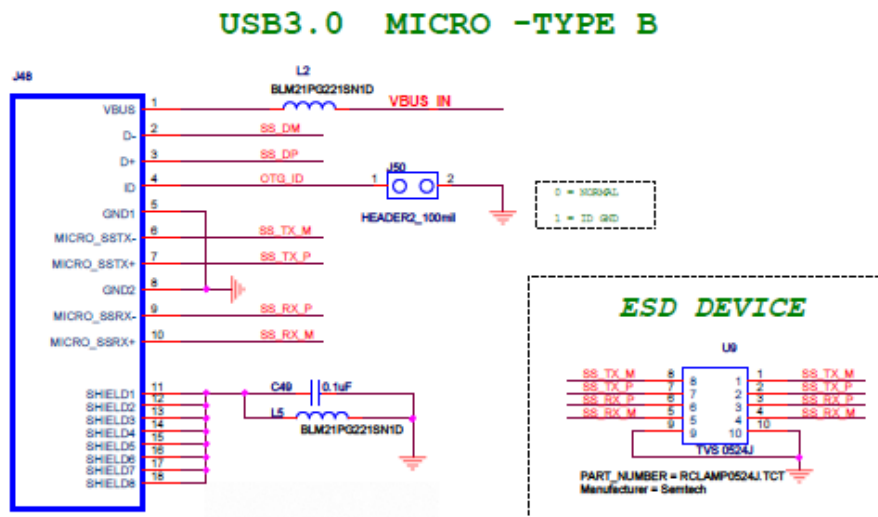 USB3.0 MICRO -TYPE B
J48
L2
BLM21PG221SN1D
VBUS 1 VBUS_IN
D- 2 SS_DM
D+ 3 SS_DP
ID 4 OTG_ID 1 J50 2
HEADER2_100mil
0 = NORMAL
1 = ID GND
GND1 5
MICRO_SSTX- 6 SS_TX_M
MICRO_SSTX+ 7 SS_TX_P
GND2 8
MICRO_SSRX- 9 SS_RX_P
MICRO_SSRX+ 10 SS_RX_M
SHIELD1 11
SHIELD2 12
SHIELD3 13
SHIELD4 14
SHIELD5 15
SHIELD6 16
SHIELD7 17
SHIELD8 18
C49 0.1uF
L5
BLM21PG221SN1D
ESD DEVICE
U9
SS_TX_M 8 8 1 1 SS_TX_M
SS_TX_P 7 7 2 2 SS_TX_P
SS_RX_P 6 6 3 3 SS_RX_P
SS_RX_M 5 5 4 4 SS_RX_M
9 9 10 10
TVS 0524J
PART_NUMBER = RCLAMP0524J.TCT
Manufacturer = Semtech